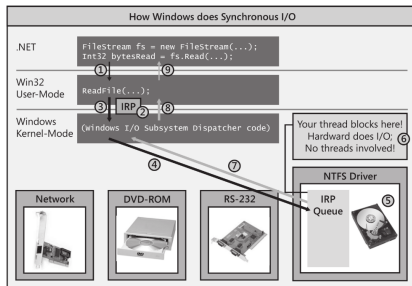 How Windows does Synchronous I/O
.NET
FileStream fs = new FileStream(...);
Int32 bytesRead = fs.Read(...);
① ⑨
Win32
User-Mode
ReadFile(...);
③ IRP ② ⑧
Windows
Kernel-Mode
(Windows I/O Subsystem Dispatcher code)
Your thread blocks here!
Hardward does I/O;
No threads involved!
⑥
④ ⑦
NTFS Driver
IRP
Queue
⑤
Network
DVD-ROM
RS-232